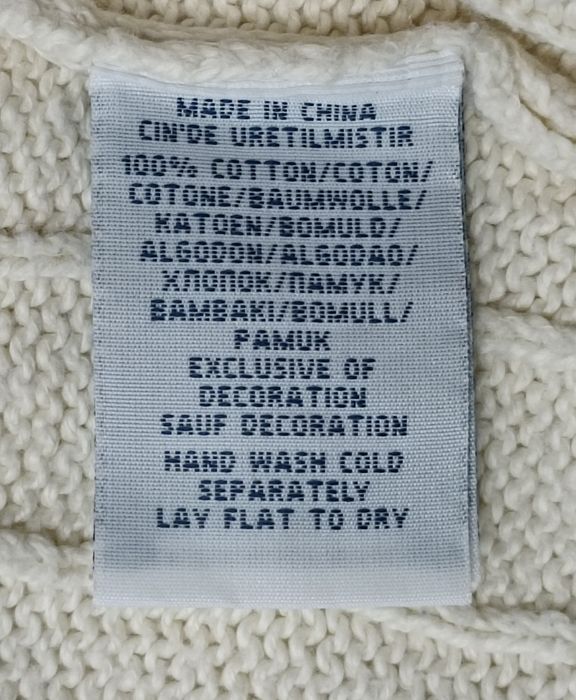 MADE IN CHINA
CIN'DE URETILMISTIR
100% COTTON/COTON/
COTONE/BAUMWOLLE/
KATOEN/BOMULD/
ALGODON/ALGODAO/
ХЛОПОК/ПАМУК/
BAMBAKI/BOMULL/
PAMUK
EXCLUSIVE OF
DECORATION
SAUF DECORATION
HAND WASH COLD
SEPARATELY
LAY FLAT TO DRY